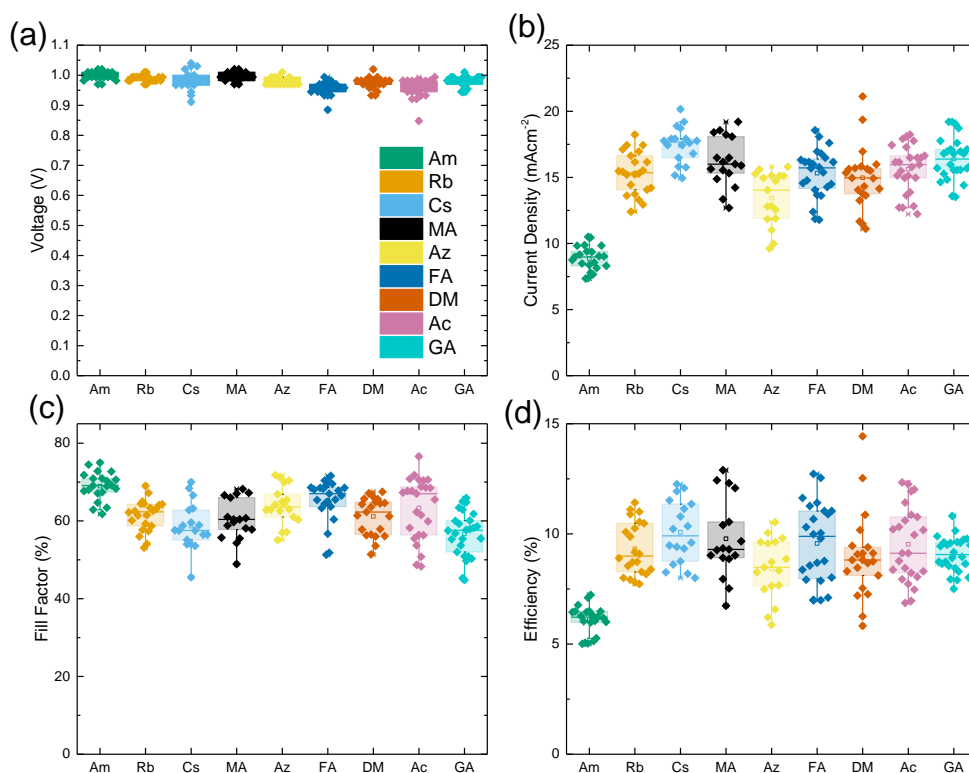 (a)
Voltage (V)
1.1
1.0
0.9
0.8
0.7
0.6
0.5
0.4
0.3
0.2
0.1
0.0
Am
Rb
Cs
MA
Az
FA
DM
Ac
GA
Am Rb Cs MA Az FA DM Ac GA
(b)
Current Density (mAcm⁻²)
25
20
15
10
5
0
Am Rb Cs MA Az FA DM Ac GA
(c)
Fill Factor (%)
80
60
40
20
0
Am Rb Cs MA Az FA DM Ac GA
(d)
Efficiency (%)
15
10
5
0
Am Rb Cs MA Az FA DM Ac GA